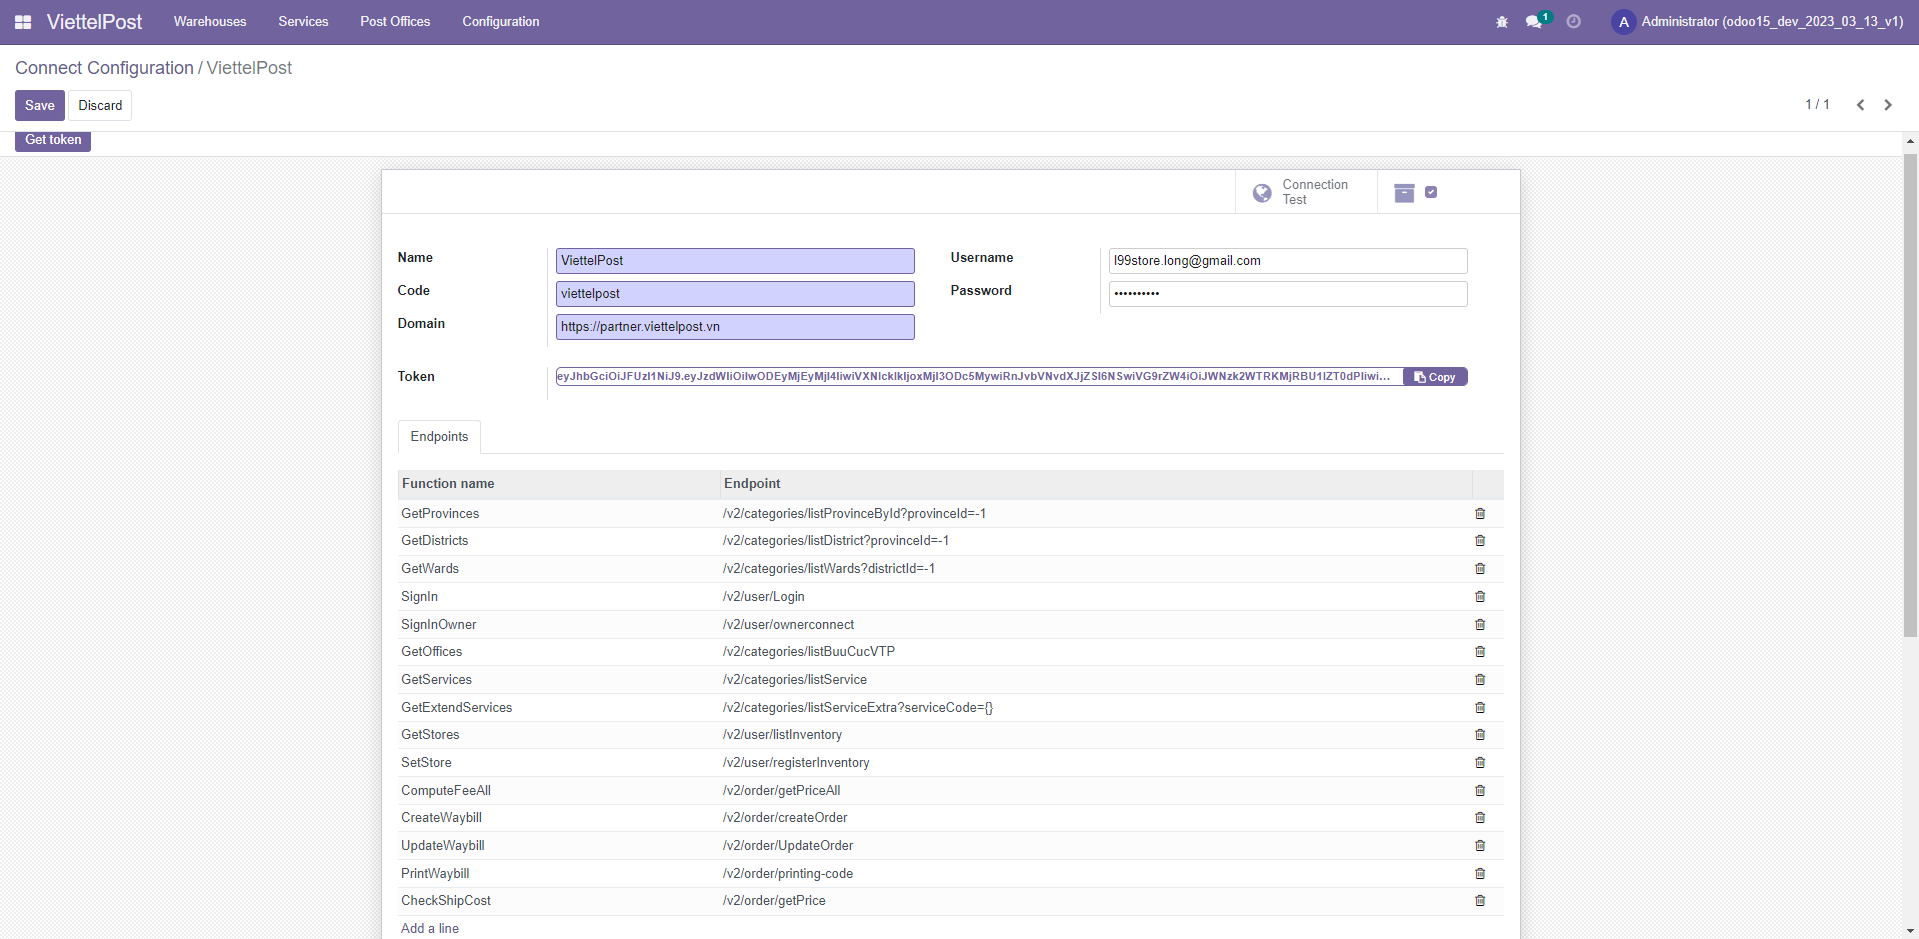 ViettelPost Warehouses Services Post Offices Configuration 1 A Administrator (odoo15_dev_2023_03_13_v1)
Connect Configuration / ViettelPost
Save Discard 1 / 1
Get token
Connection
Test
Name ViettelPost Username l99store.long@gmail.com
Code viettelpost Password ••••••••••
Domain https://partner.viettelpost.vn
Token Copy
Endpoints
Function name Endpoint
GetProvinces /v2/categories/listProvinceById?provinceId=-1
GetDistricts /v2/categories/listDistrict?provinceId=-1
GetWards /v2/categories/listWards?districtId=-1
SignIn /v2/user/Login
SignInOwner /v2/user/ownerconnect
GetOffices /v2/categories/listBuuCucVTP
GetServices /v2/categories/listService
GetExtendServices /v2/categories/listServiceExtra?serviceCode={}
GetStores /v2/user/listInventory
SetStore /v2/user/registerInventory
ComputeFeeAll /v2/order/getPriceAll
CreateWaybill /v2/order/createOrder
UpdateWaybill /v2/order/UpdateOrder
PrintWaybill /v2/order/printing-code
CheckShipCost /v2/order/getPrice
Add a line